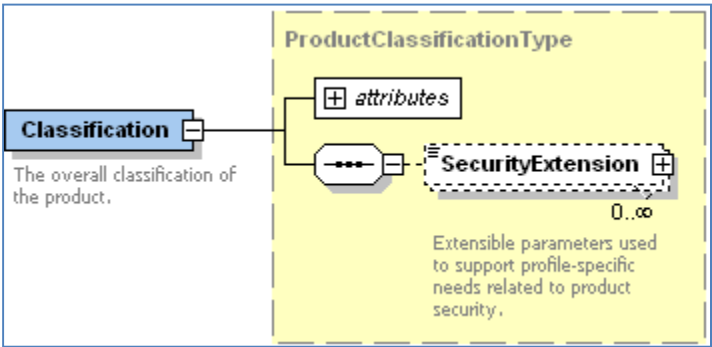 ProductClassificationType
attributes
Classification
The overall classification of
the product.
SecurityExtension
0..∞
Extensible parameters used
to support profile-specific
needs related to product
security.